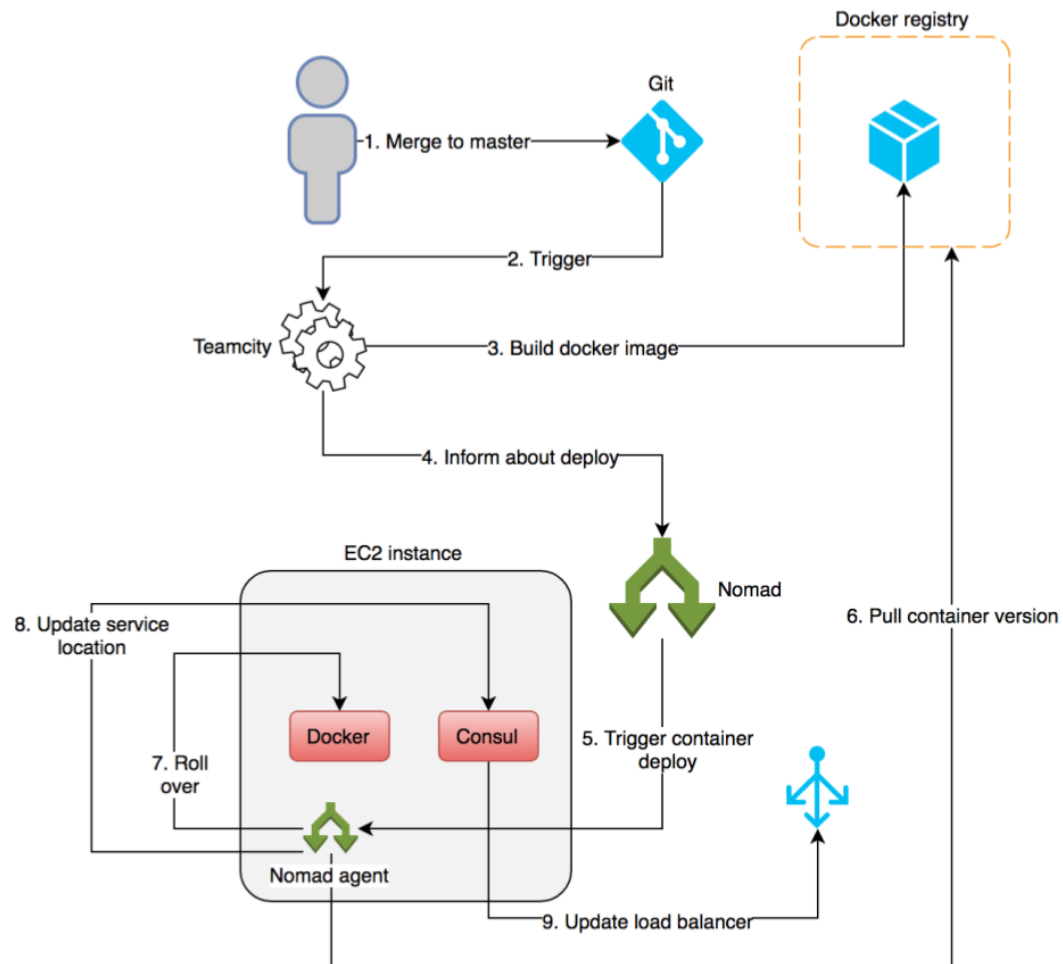 Docker registry
Git
1. Merge to master
2. Trigger
Teamcity
3. Build docker image
4. Inform about deploy
EC2 instance
Nomad
8. Update service
location
6. Pull container version
Docker
Consul
5. Trigger container
deploy
7. Roll
over
Nomad agent
9. Update load balancer